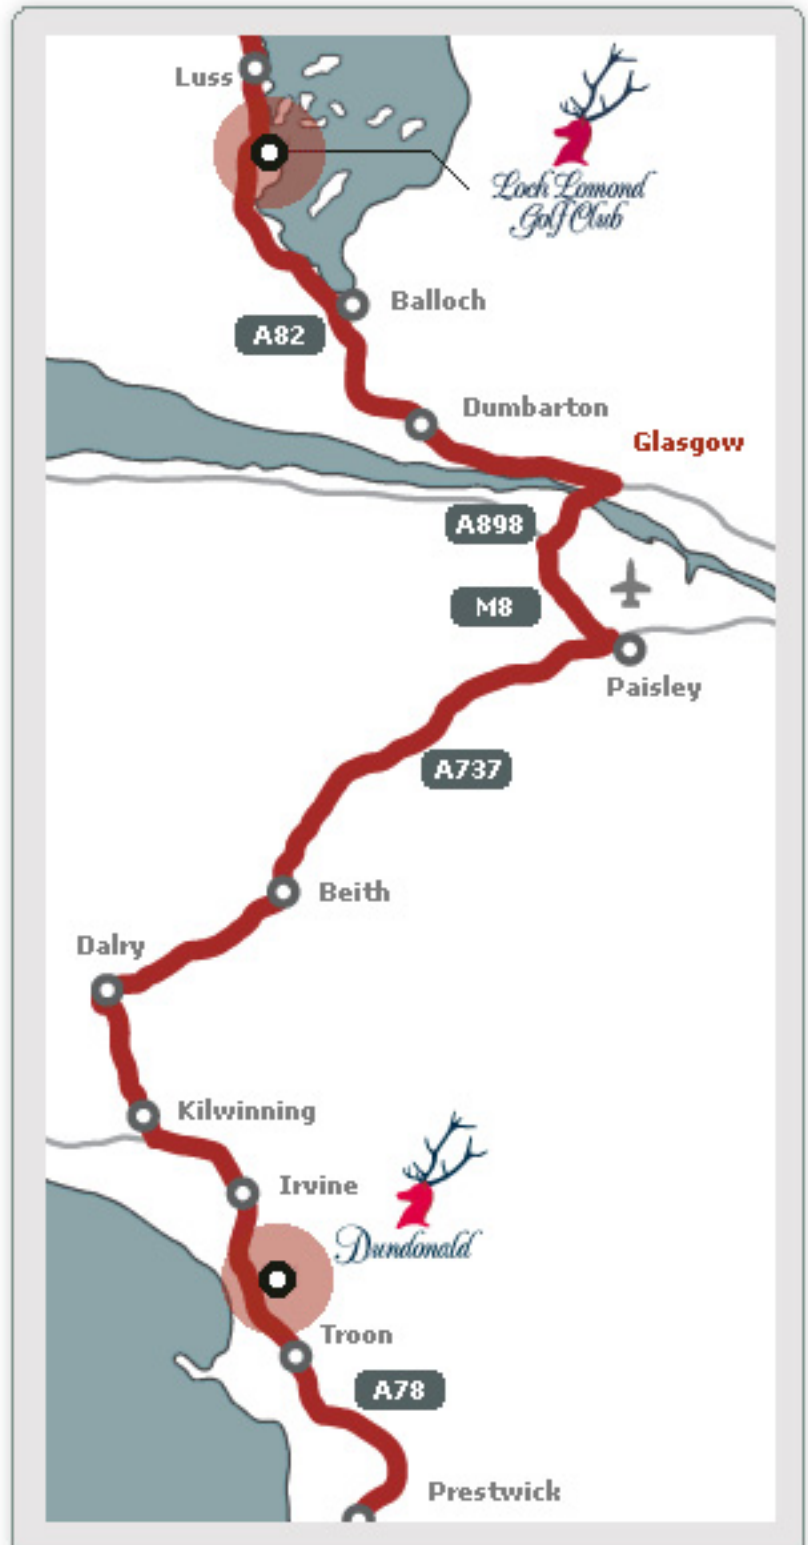 Luss
Loch Lomond
Golf Club
Balloch
A82
Dumbarton
Glasgow
A898
M8
Paisley
A737
Beith
Dalry
Kilwinning
Irvine
Dundonald
Troon
A78
Prestwick